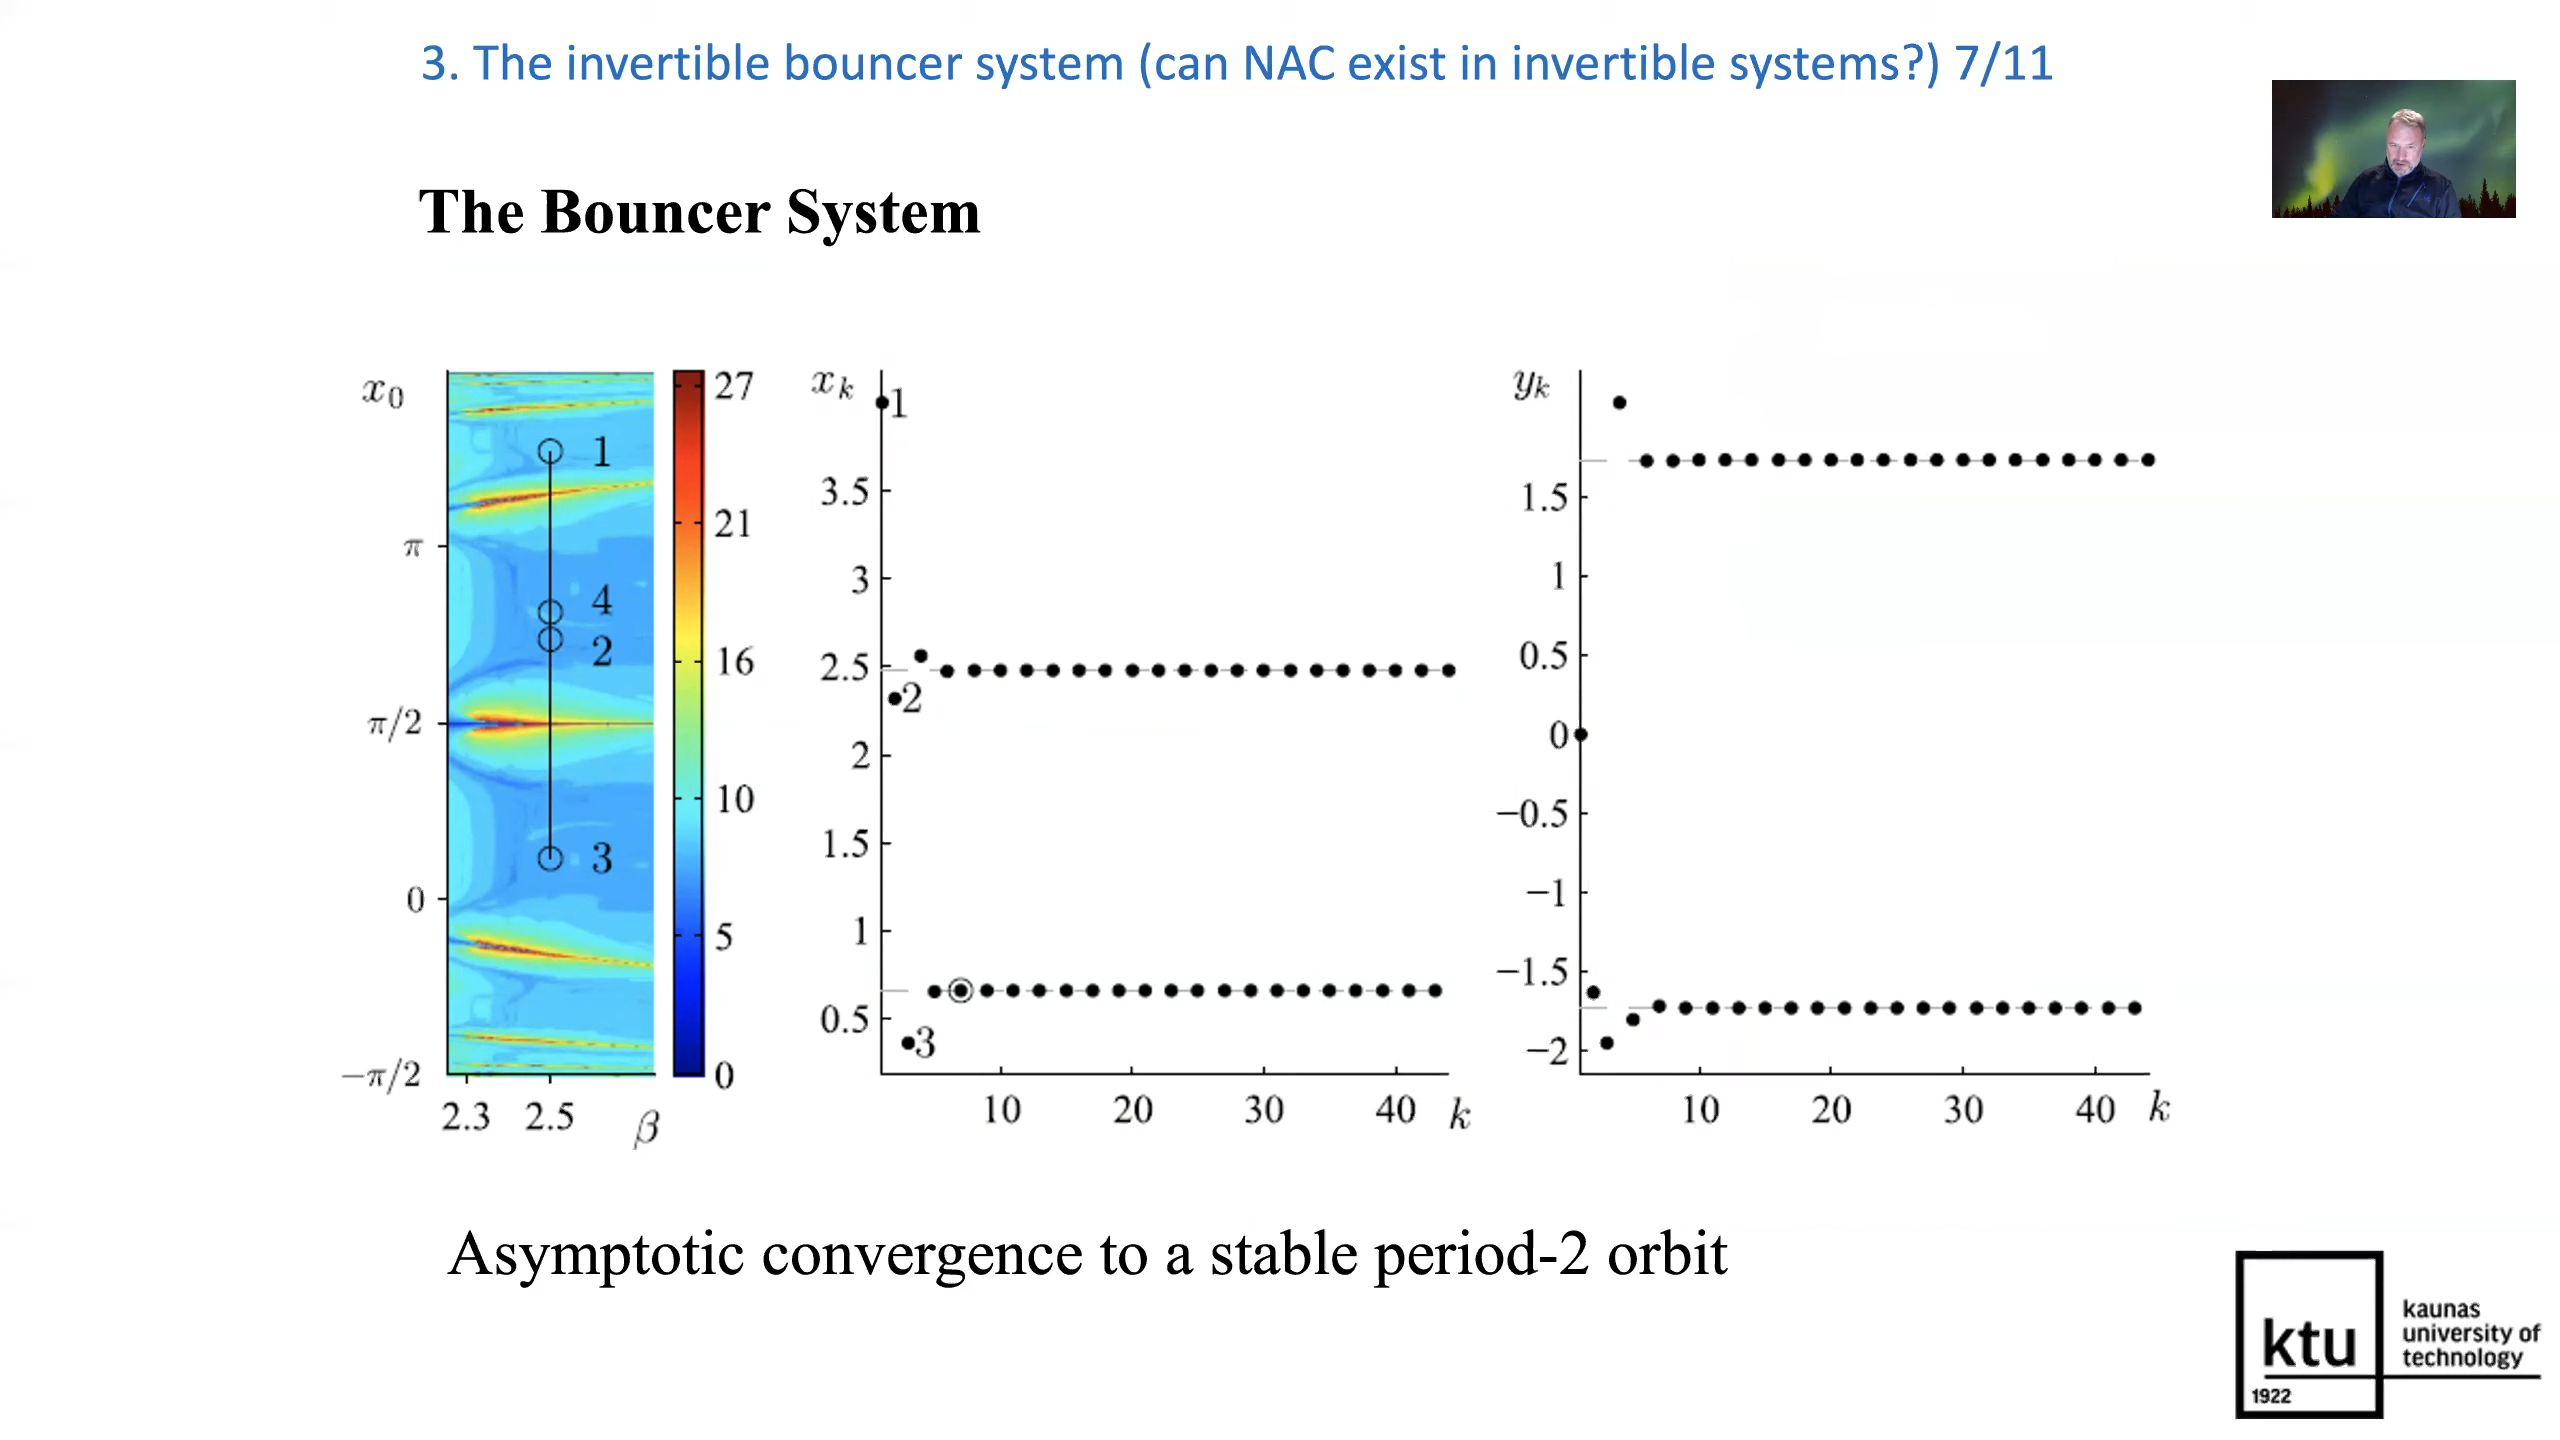 3. The invertible bouncer system (can NAC exist in invertible systems?) 7/11
The Bouncer System
x₀
π
π/2
0
−π/2
2.3 2.5 β
1
4
2
3
27
21
16
10
5
0
xₖ
1
3.5
3
2.5
2
2
1.5
1
0.5
3
10 20 30 40 k
yₖ
1.5
1
0.5
0
−0.5
−1
−1.5
−2
10 20 30 40 k
Asymptotic convergence to a stable period-2 orbit
ktu
1922
kaunas
university of
technology